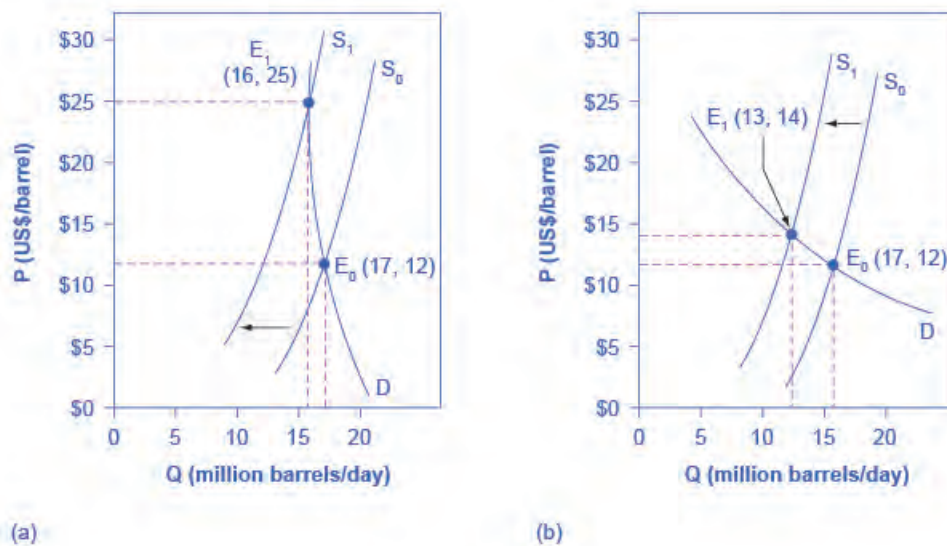 $30
$25
$20
$15
$10
$5
$0
P (US$/barrel)
E1
(16, 25)
S1
S0
E0 (17, 12)
D
0 5 10 15 20
Q (million barrels/day)
(a)
$30
$25
$20
$15
$10
$5
$0
P (US$/barrel)
S1
S0
E1 (13, 14)
E0 (17, 12)
D
0 5 10 15 20
Q (million barrels/day)
(b)